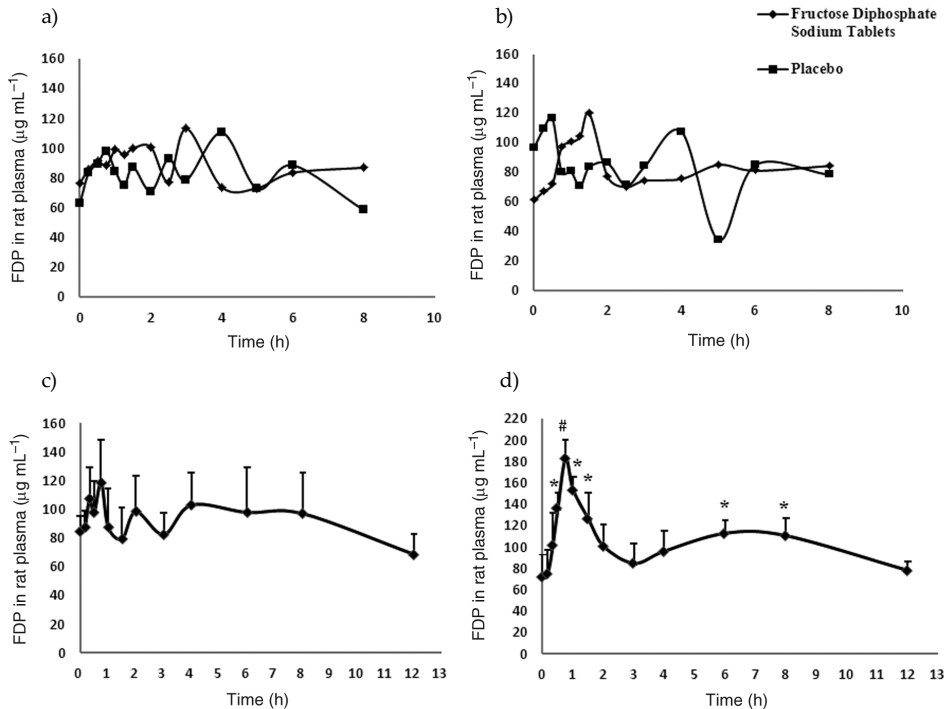 a)
b)
Fructose Diphosphate
Sodium Tablets
Placebo
FDP in rat plasma (µg mL⁻¹)
160
140
120
100
80
60
40
20
0
0 2 4 6 8 10
Time (h)
FDP in rat plasma (µg mL⁻¹)
160
140
120
100
80
60
40
20
0
0 2 4 6 8 10
Time (h)
c)
d)
FDP in rat plasma (µg mL⁻¹)
160
140
120
100
80
60
40
20
0
0 1 2 3 4 5 6 7 8 9 10 11 12 13
Time (h)
FDP in rat plasma (µg mL⁻¹)
220
200
180
160
140
120
100
80
60
40
20
0
# 
* * * * *
0 1 2 3 4 5 6 7 8 9 10 11 12 13
Time (h)